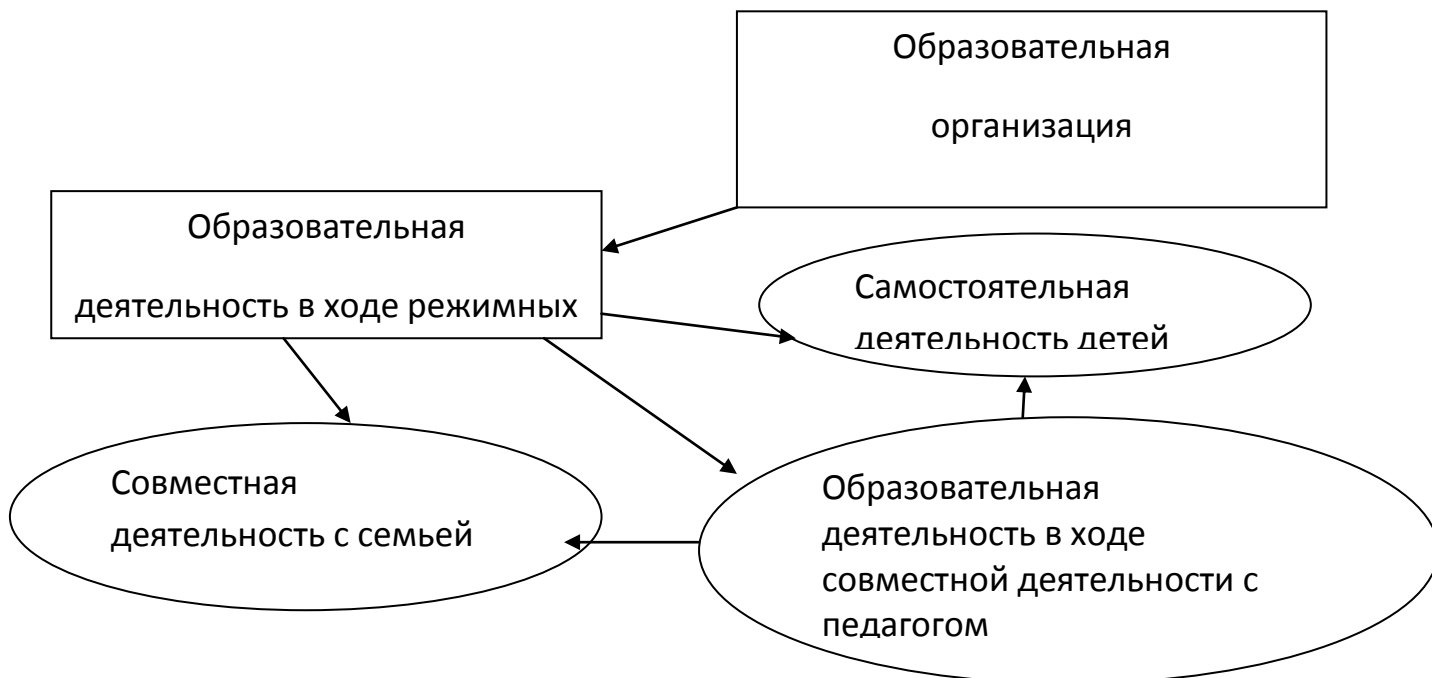 Образовательная
организация
Образовательная
деятельность в ходе режимных
Самостоятельная
деятельность детей
Совместная
деятельность с семьей
Образовательная
деятельность в ходе
совместной деятельности с
педагогом